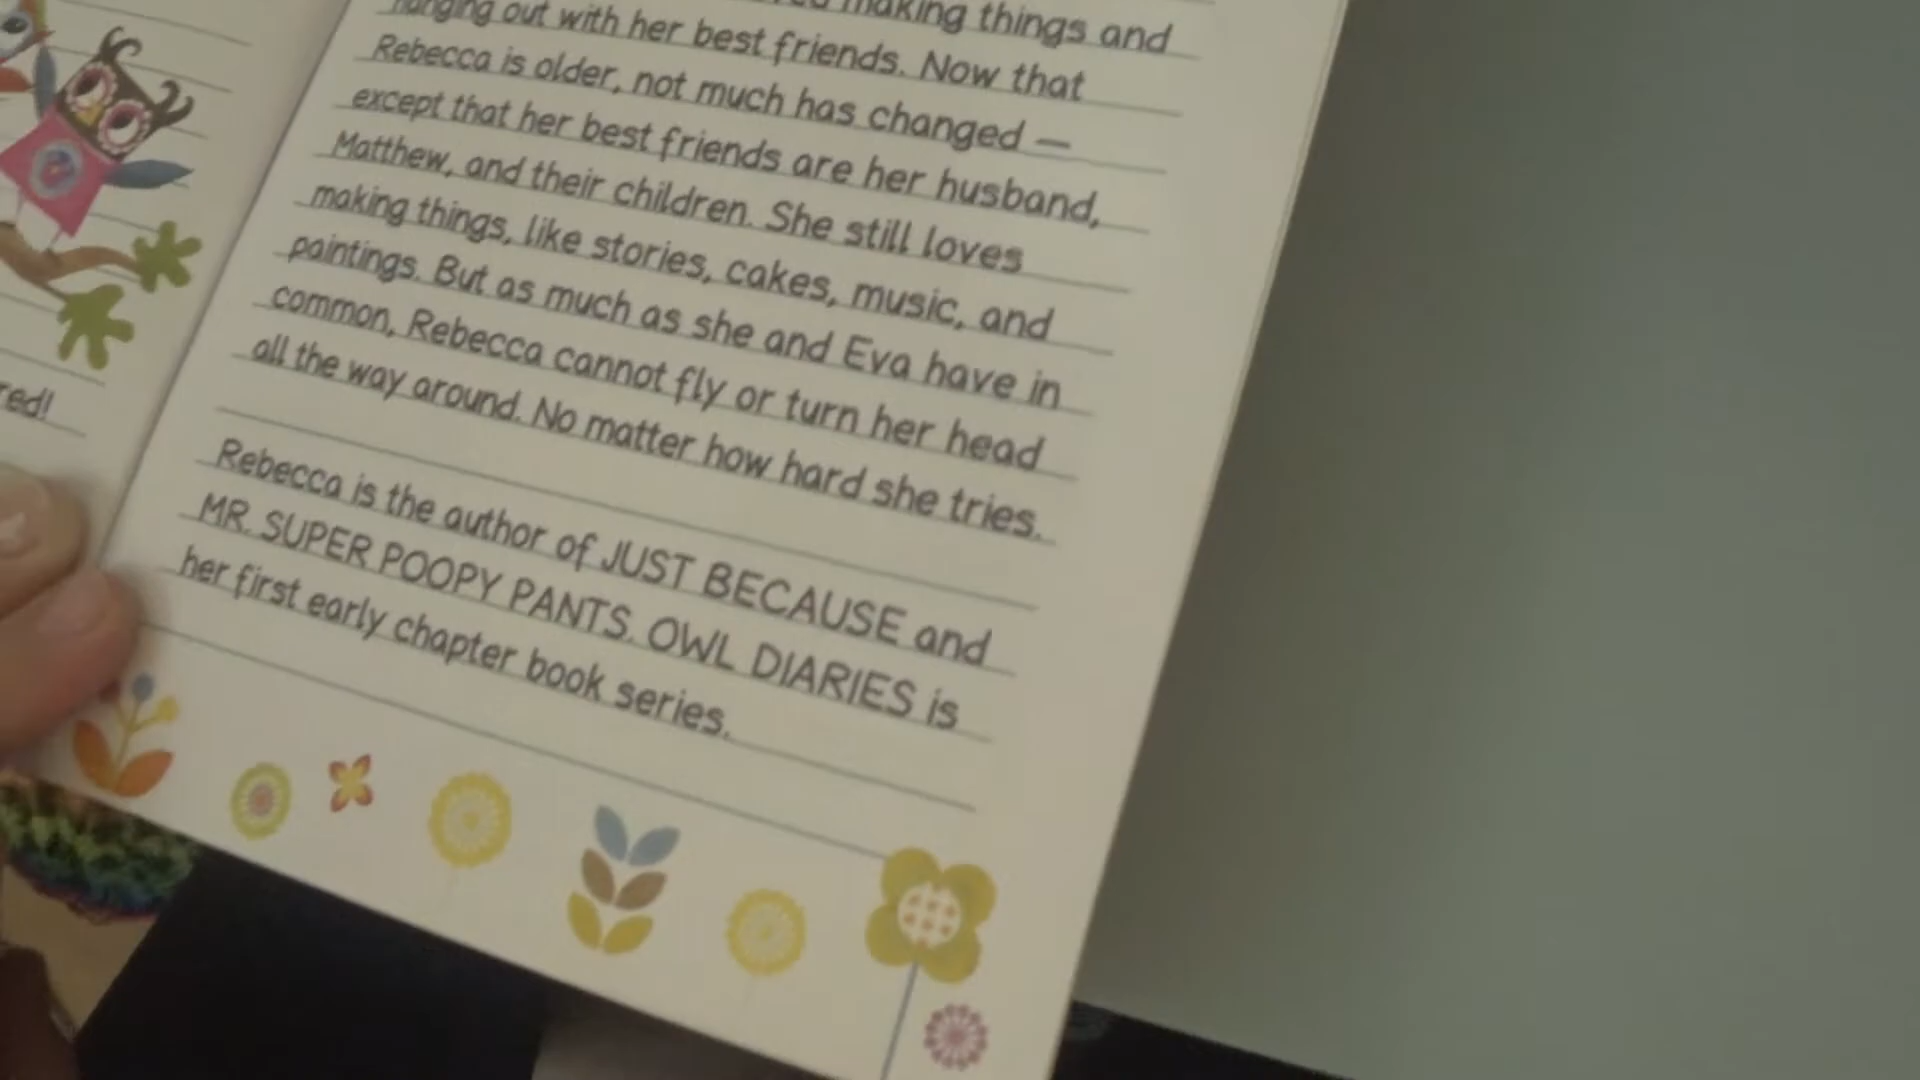 making things and
hanging out with her best friends. Now that
Rebecca is older, not much has changed —
except that her best friends are her husband,
Matthew, and their children. She still loves
making things, like stories, cakes, music, and
paintings. But as much as she and Eva have in
common, Rebecca cannot fly or turn her head
all the way around. No matter how hard she tries.
Rebecca is the author of JUST BECAUSE and
MR. SUPER POOPY PANTS. OWL DIARIES is
her first early chapter book series.